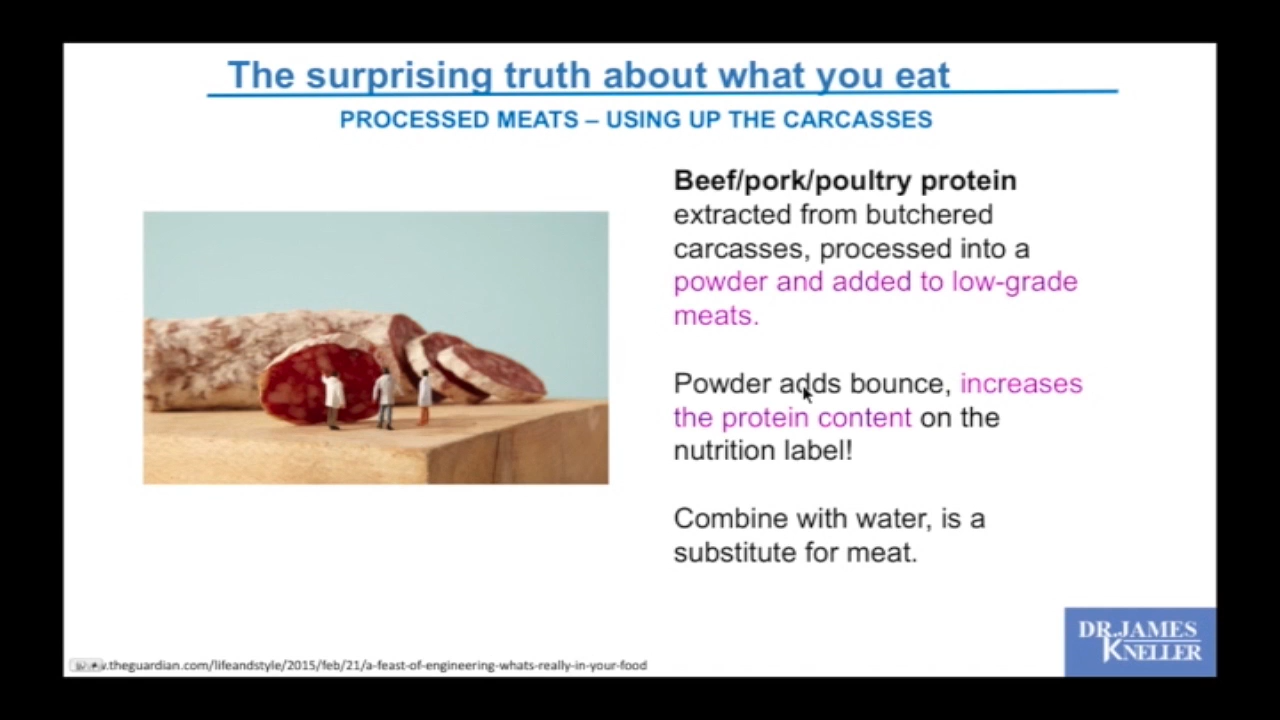 The surprising truth about what you eat
PROCESSED MEATS – USING UP THE CARCASSES
Beef/pork/poultry protein
extracted from butchered
carcasses, processed into a
powder and added to low-grade
meats.
Powder adds bounce, increases
the protein content on the
nutrition label!
Combine with water, is a
substitute for meat.
DR. JAMES
KNELLER
.theguardian.com/lifeandstyle/2015/feb/21/a-feast-of-engineering-whats-really-in-your-food